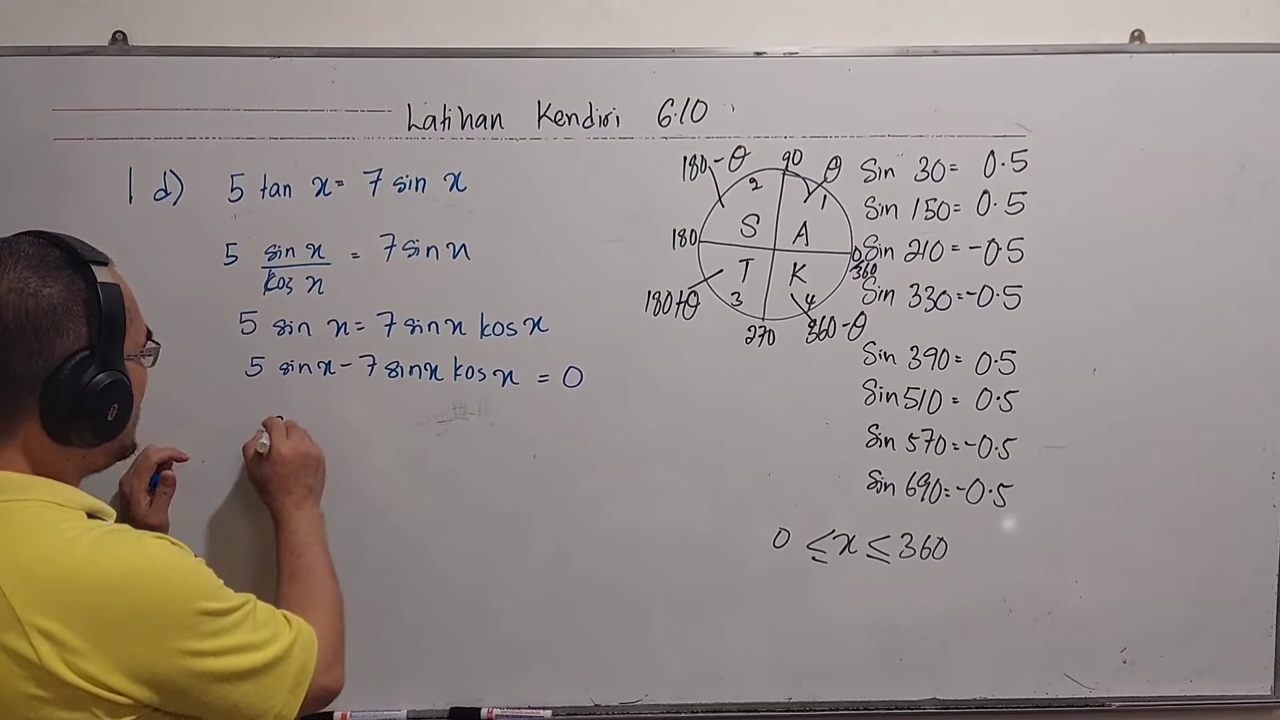 Latihan Kendiri 6.10
1 d) 5 tan x = 7 sin x
5 sin x / kos x = 7 sin x
5 sin x = 7 sin x kos x
5 sin x - 7 sin x kos x = 0
180-θ 90 θ
2 1
S A
180 0
360
T K
3 4
180+θ 270 360-θ
Sin 30 = 0.5
Sin 150 = 0.5
Sin 210 = -0.5
Sin 330 = -0.5
Sin 390 = 0.5
Sin 510 = 0.5
Sin 570 = -0.5
Sin 690 = -0.5
0 ≤ x ≤ 360